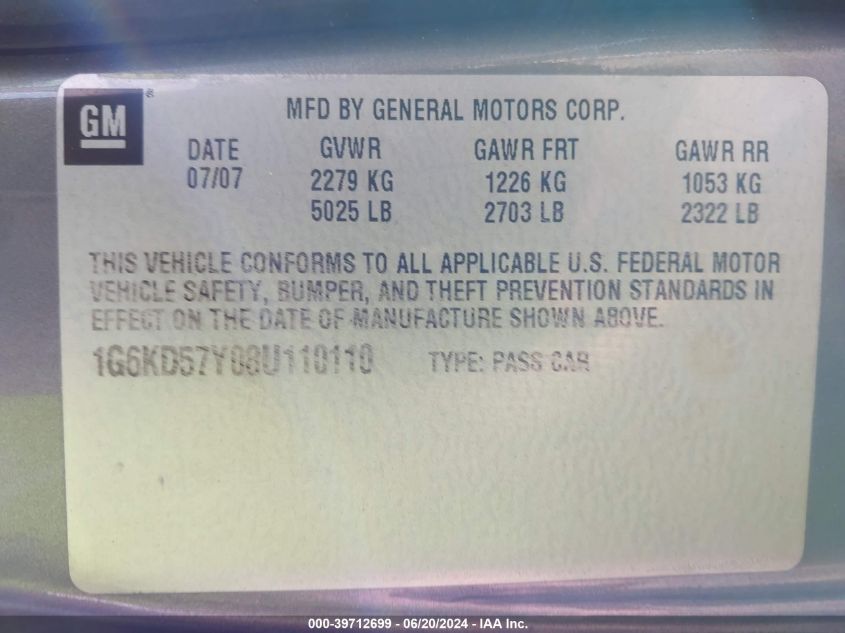 GM
MFD BY GENERAL MOTORS CORP.
DATE GVWR GAWR FRT GAWR RR
07/07 2279 KG 1226 KG 1053 KG
5025 LB 2703 LB 2322 LB
THIS VEHICLE CONFORMS TO ALL APPLICABLE U.S. FEDERAL MOTOR
VEHICLE SAFETY, BUMPER, AND THEFT PREVENTION STANDARDS IN
EFFECT ON THE DATE OF MANUFACTURE SHOWN ABOVE.
1G6KD57Y08U110110 TYPE: PASS CAR
000-39712699 - 06/20/2024 - IAA Inc.